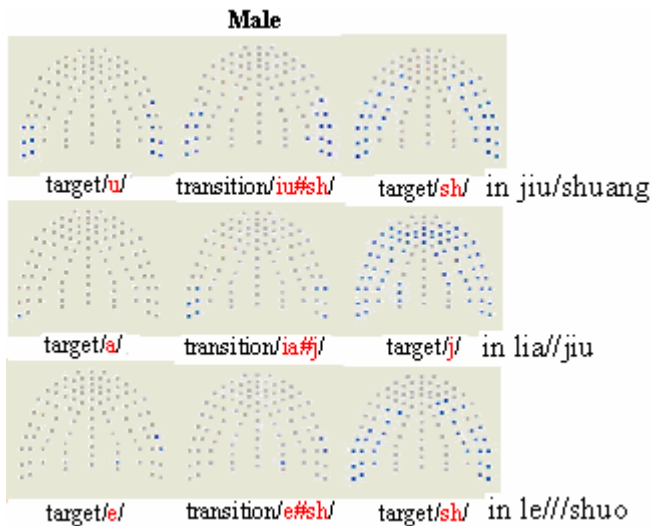 Male
target/u/ transition/iu#sh/ target/sh/ in jiu/shuang
target/a/ transition/ia#j/ target/j/ in lia//jiu
target/e/ transition/e#sh/ target/sh/ in le///shuo